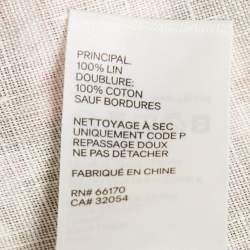 PRINCIPAL.
100% LIN
DOUBLURE:
100% COTON
SAUF BORDURES
NETTOYAGE À SEC
UNIQUEMENT CODE P
REPASSAGE DOUX
NE PAS DÉTACHER
FABRIQUÉ EN CHINE
RN# 66170
CA# 32054